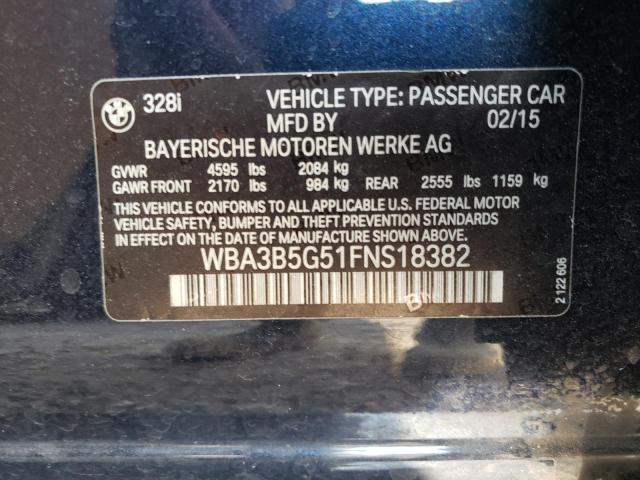 328i VEHICLE TYPE: PASSENGER CAR
MFD BY 02/15
BAYERISCHE MOTOREN WERKE AG
GVWR 4595 lbs 2084 kg
GAWR FRONT 2170 lbs 984 kg REAR 2555 lbs 1159 kg
THIS VEHICLE CONFORMS TO ALL APPLICABLE U.S. FEDERAL MOTOR
VEHICLE SAFETY, BUMPER AND THEFT PREVENTION STANDARDS
IN EFFECT ON THE DATE OF MANUFACTURE SHOWN ABOVE.
WBA3B5G51FNS18382
2 122 606